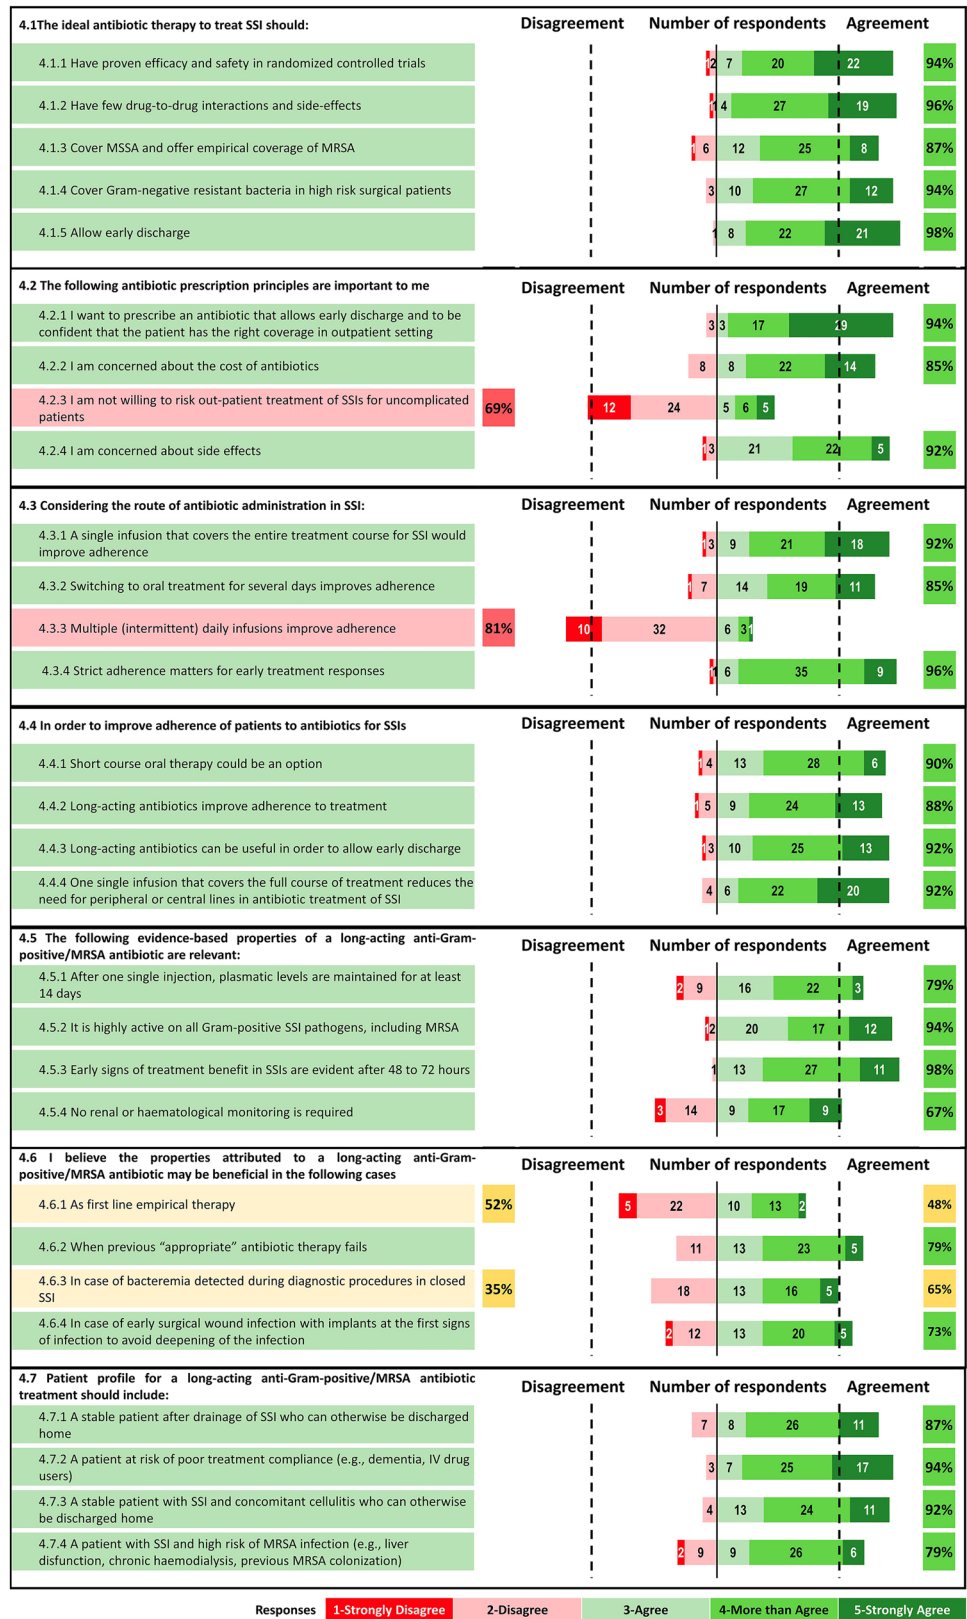 4.1The ideal antibiotic therapy to treat SSI should:
Disagreement Number of respondents Agreement
4.1.1 Have proven efficacy and safety in randomized controlled trials
1 2 7 20 22 94%
4.1.2 Have few drug-to-drug interactions and side-effects
1 1 4 27 19 96%
4.1.3 Cover MSSA and offer empirical coverage of MRSA
1 6 12 25 8 87%
4.1.4 Cover Gram-negative resistant bacteria in high risk surgical patients
3 10 27 12 94%
4.1.5 Allow early discharge
1 8 22 21 98%
4.2 The following antibiotic prescription principles are important to me
Disagreement Number of respondents Agreement
4.2.1 I want to prescribe an antibiotic that allows early discharge and to be
confident that the patient has the right coverage in outpatient setting
3 3 17 29 94%
4.2.2 I am concerned about the cost of antibiotics
8 8 22 14 85%
4.2.3 I am not willing to risk out-patient treatment of SSIs for uncomplicated
patients
69% 12 24 5 6 5
4.2.4 I am concerned about side effects
1 3 21 22 5 92%
4.3 Considering the route of antibiotic administration in SSI:
Disagreement Number of respondents Agreement
4.3.1 A single infusion that covers the entire treatment course for SSI would
improve adherence
1 3 9 21 18 92%
4.3.2 Switching to oral treatment for several days improves adherence
1 7 14 19 11 85%
4.3.3 Multiple (intermittent) daily infusions improve adherence
81% 10 32 6 3 1
4.3.4 Strict adherence matters for early treatment responses
1 1 6 35 9 96%
4.4 In order to improve adherence of patients to antibiotics for SSIs
Disagreement Number of respondents Agreement
4.4.1 Short course oral therapy could be an option
1 4 13 28 6 90%
4.4.2 Long-acting antibiotics improve adherence to treatment
1 5 9 24 13 88%
4.4.3 Long-acting antibiotics can be useful in order to allow early discharge
1 3 10 25 13 92%
4.4.4 One single infusion that covers the full course of treatment reduces the
need for peripheral or central lines in antibiotic treatment of SSI
4 6 22 20 92%
4.5 The following evidence-based properties of a long-acting anti-Gram-
positive/MRSA antibiotic are relevant:
Disagreement Number of respondents Agreement
4.5.1 After one single injection, plasmatic levels are maintained for at least
14 days
2 9 16 22 3 79%
4.5.2 It is highly active on all Gram-positive SSI pathogens, including MRSA
1 2 20 17 12 94%
4.5.3 Early signs of treatment benefit in SSIs are evident after 48 to 72 hours
1 13 27 11 98%
4.5.4 No renal or haematological monitoring is required
3 14 9 17 9 67%
4.6 I believe the properties attributed to a long-acting anti-Gram-
positive/MRSA antibiotic may be beneficial in the following cases
Disagreement Number of respondents Agreement
4.6.1 As first line empirical therapy
52% 5 22 10 13 2 48%
4.6.2 When previous “appropriate” antibiotic therapy fails
11 13 23 5 79%
4.6.3 In case of bacteremia detected during diagnostic procedures in closed
SSI
35% 18 13 16 5 65%
4.6.4 In case of early surgical wound infection with implants at the first signs
of infection to avoid deepening of the infection
2 12 13 20 5 73%
4.7 Patient profile for a long-acting anti-Gram-positive/MRSA antibiotic
treatment should include:
Disagreement Number of respondents Agreement
4.7.1 A stable patient after drainage of SSI who can otherwise be discharged
home
7 8 26 11 87%
4.7.2 A patient at risk of poor treatment compliance (e.g., dementia, IV drug
users)
3 7 25 17 94%
4.7.3 A stable patient with SSI and concomitant cellulitis who can otherwise
be discharged home
4 13 24 11 92%
4.7.4 A patient with SSI and high risk of MRSA infection (e.g., liver
disfunction, chronic haemodialysis, previous MRSA colonization)
2 9 9 26 6 79%
Responses 1-Strongly Disagree 2-Disagree 3-Agree 4-More than Agree 5-Strongly Agree